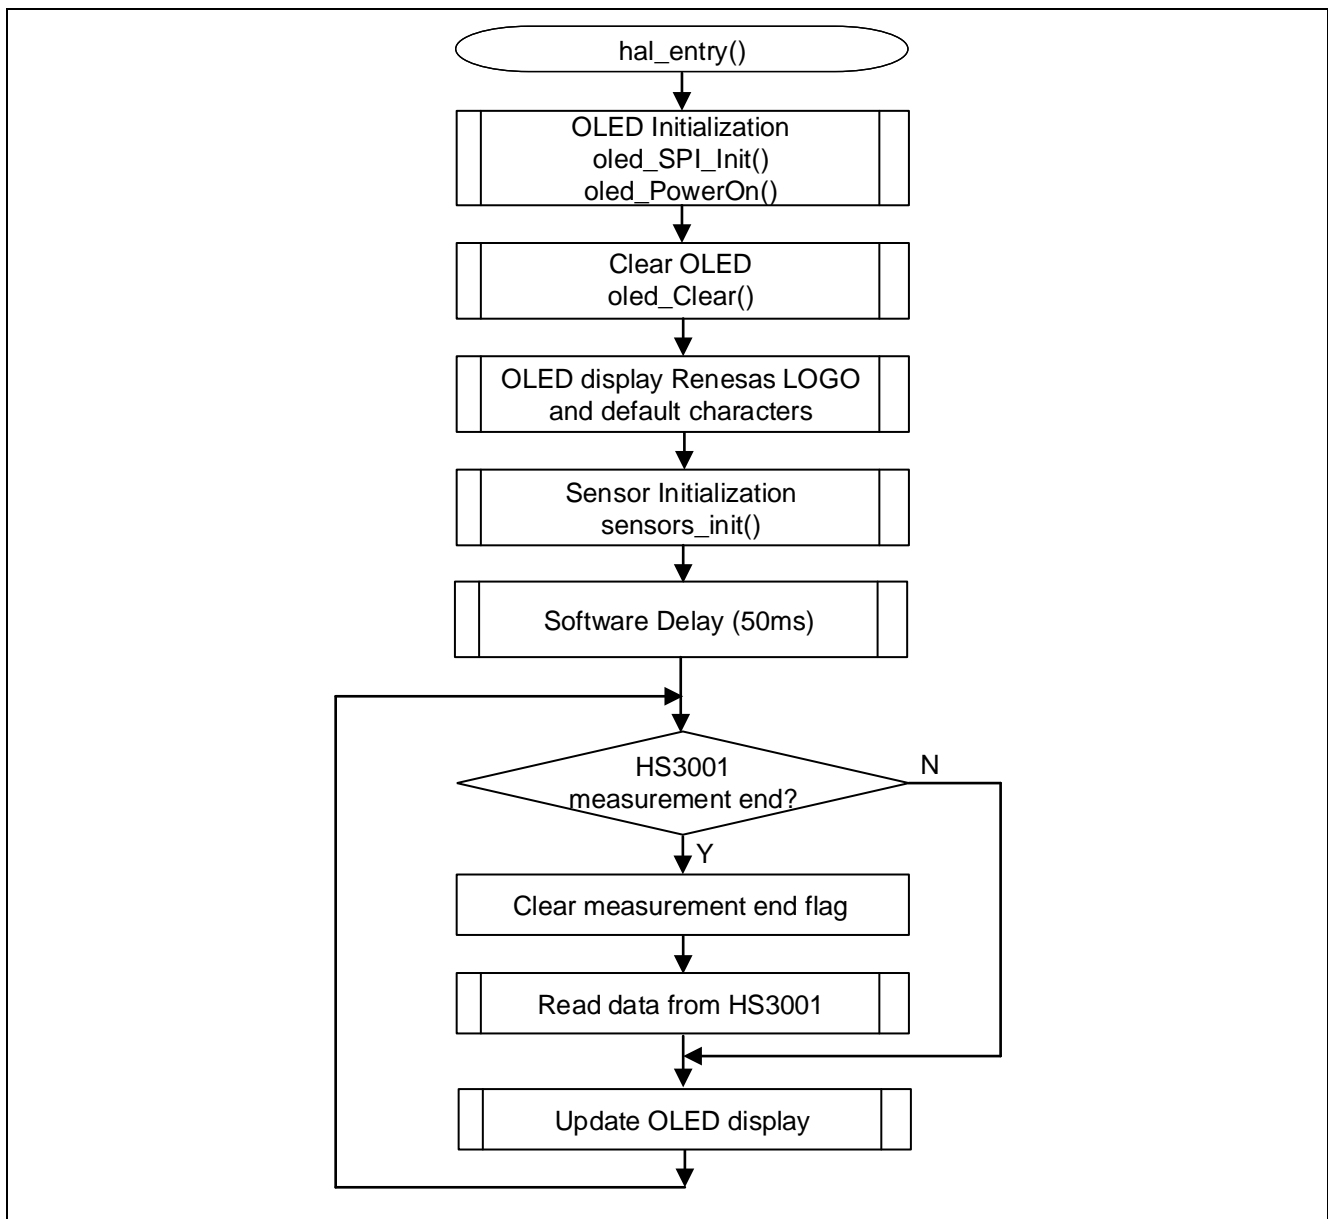 hal_entry()
OLED Initialization
oled_SPI_Init()
oled_PowerOn()
Clear OLED
oled_Clear()
OLED display Renesas LOGO
and default characters
Sensor Initialization
sensors_init()
Software Delay (50ms)
HS3001
measurement end?
N
Y
Clear measurement end flag
Read data from HS3001
Update OLED display